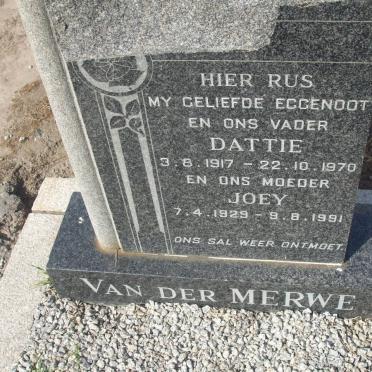 HIER RUS
MY GELIEFDE EGGENOOT
EN ONS VADER
DATTIE
3.8.1917 - 22.10.1970
EN ONS MOEDER
JOEY
7.4.1929 - 9.8.1991
ONS SAL WEER ONTMOET
VAN DER MERWE